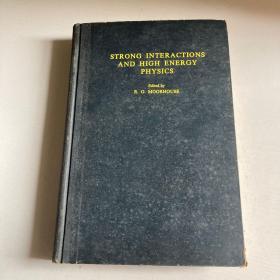 STRONG INTERACTIONS
AND HIGH ENERGY
PHYSICS
Edited by
R. G. MOORHOUSE